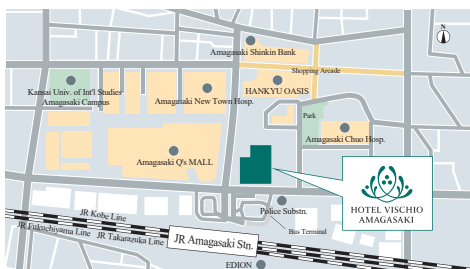 N
Amagasaki Shinkin Bank
Shopping Arcade
Kansai Univ. of Int'l Studies
Amagasaki Campus
HANKYU OASIS
Amagasaki New Town Hosp.
Park
Amagasaki Chuo Hosp.
Amagasaki Q's MALL
HOTEL VISCHIO
AMAGASAKI
Police Substn.
Bus Terminal
JR Kobe Line
JR Fukuchiyama Line
JR Takarazuka Line
JR Amagasaki Stn.
EDION